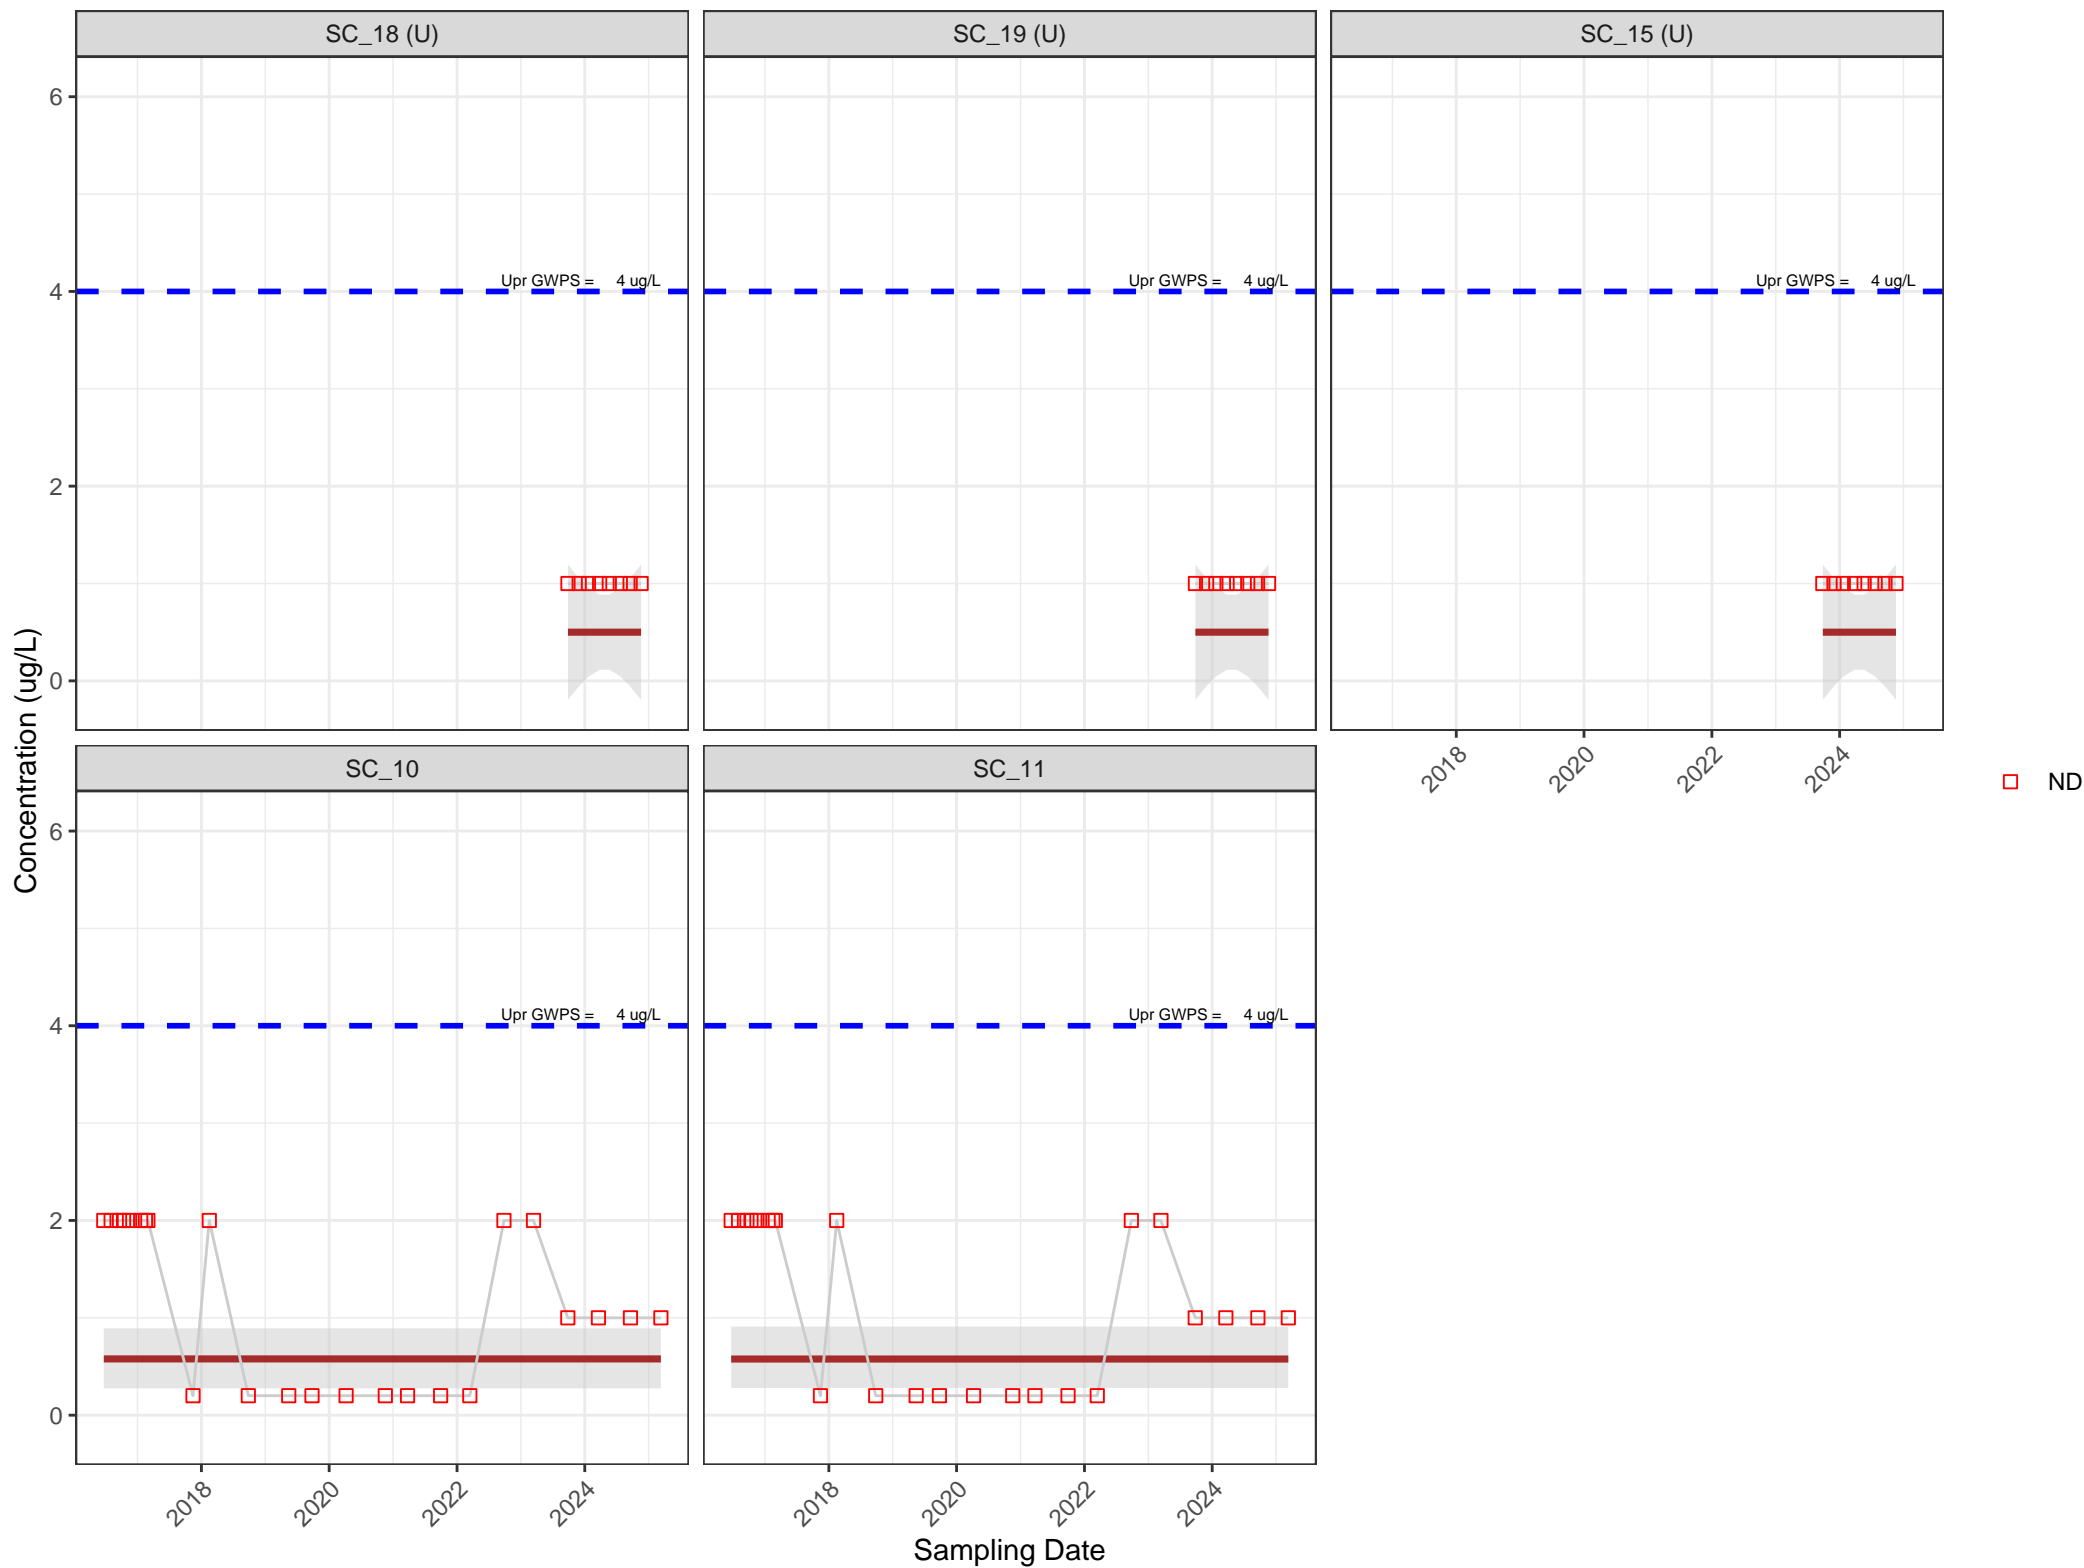 SC_18 (U)
SC_19 (U)
SC_15 (U)
6
4
2
0
Upr GWPS = 4 ug/L
Upr GWPS = 4 ug/L
Upr GWPS = 4 ug/L
2018
2020
2022
2024
Concentration (ug/L)
ND
SC_10
SC_11
6
4
2
0
Upr GWPS = 4 ug/L
Upr GWPS = 4 ug/L
2018
2020
2022
2024
2018
2020
2022
2024
Sampling Date